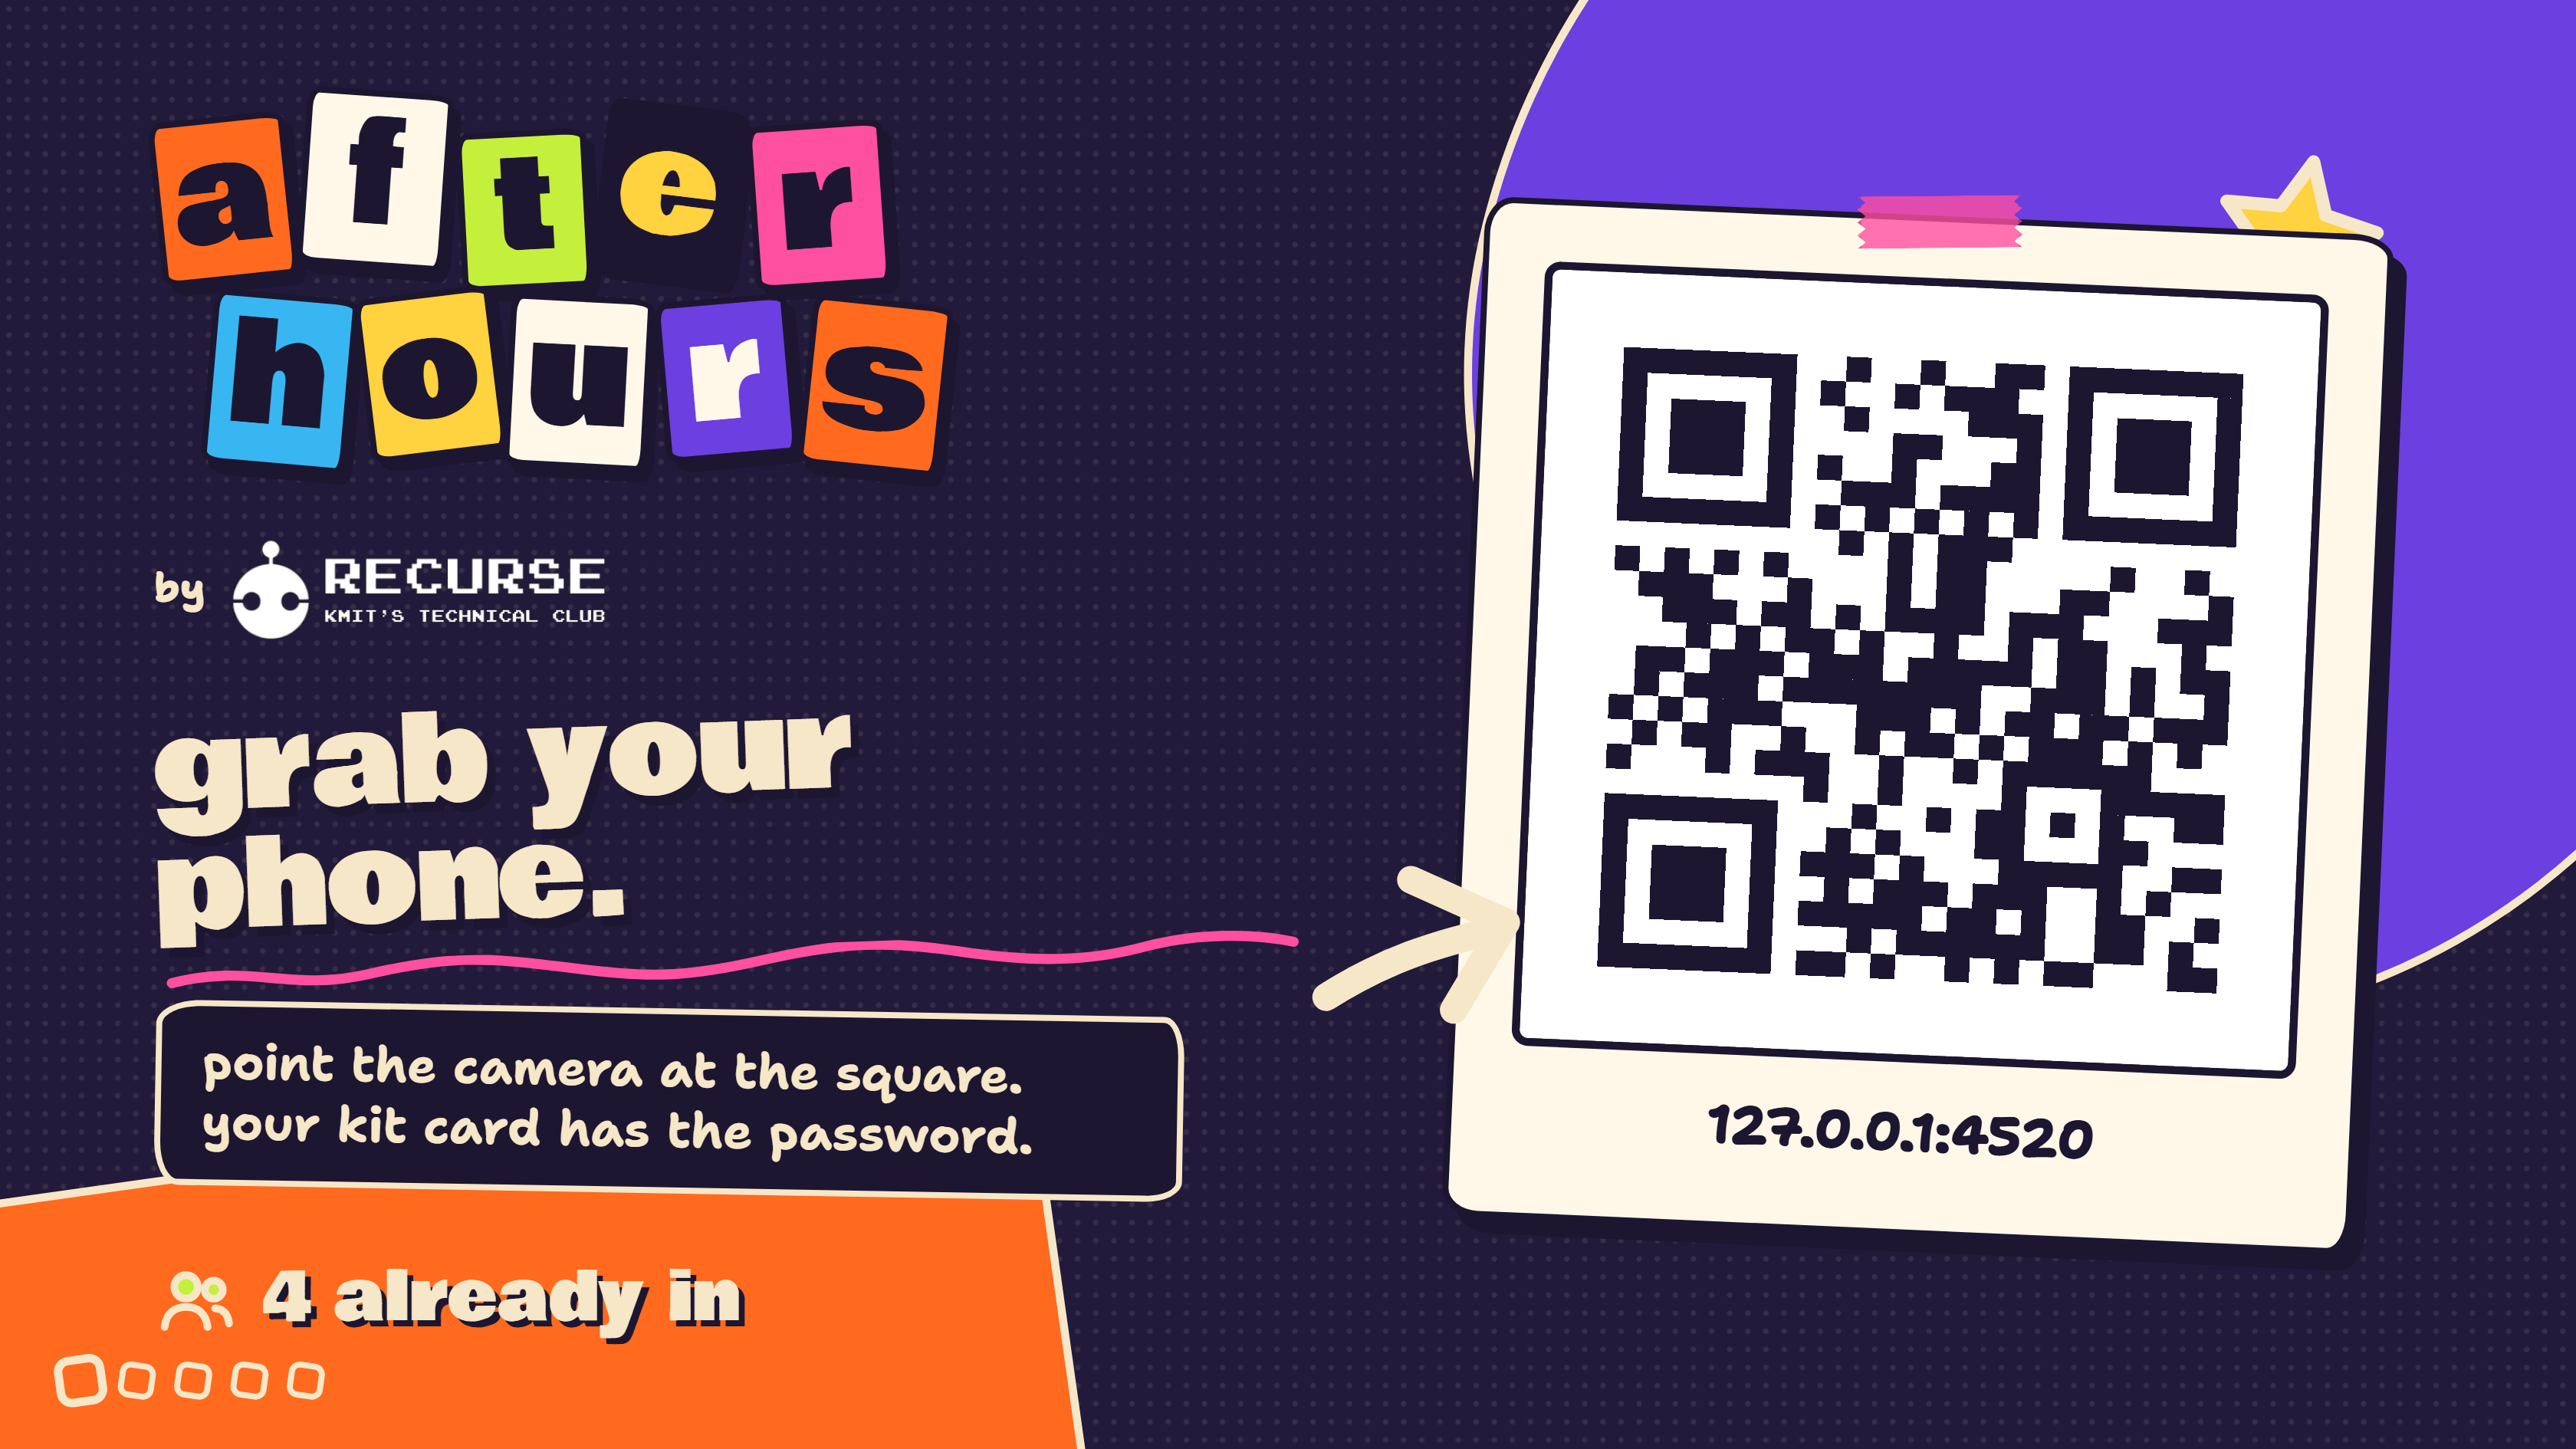 after
hours
by RECURSE
KMIT'S TECHNICAL CLUB
grab your
phone.
point the camera at the square.
your kit card has the password.
4 already in
127.0.0.1:4520